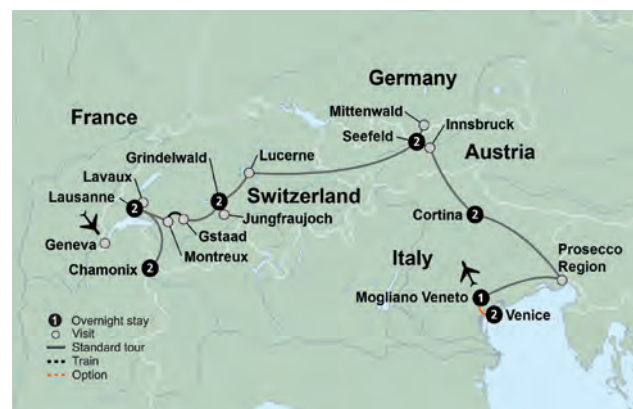 Germany
France
Mittenwald
Seefeld
2
Innsbruck
Grindelwald
Lucerne
Austria
Lavaux
Lausanne
2
2
Switzerland
Jungfraujoch
Cortina
2
Geneva
Gstaad
Montreux
Chamonix
2
Italy
Prosecco
Region
Mogliano Veneto
1
2
Venice
1 Overnight stay
Visit
Standard tour
Train
Option